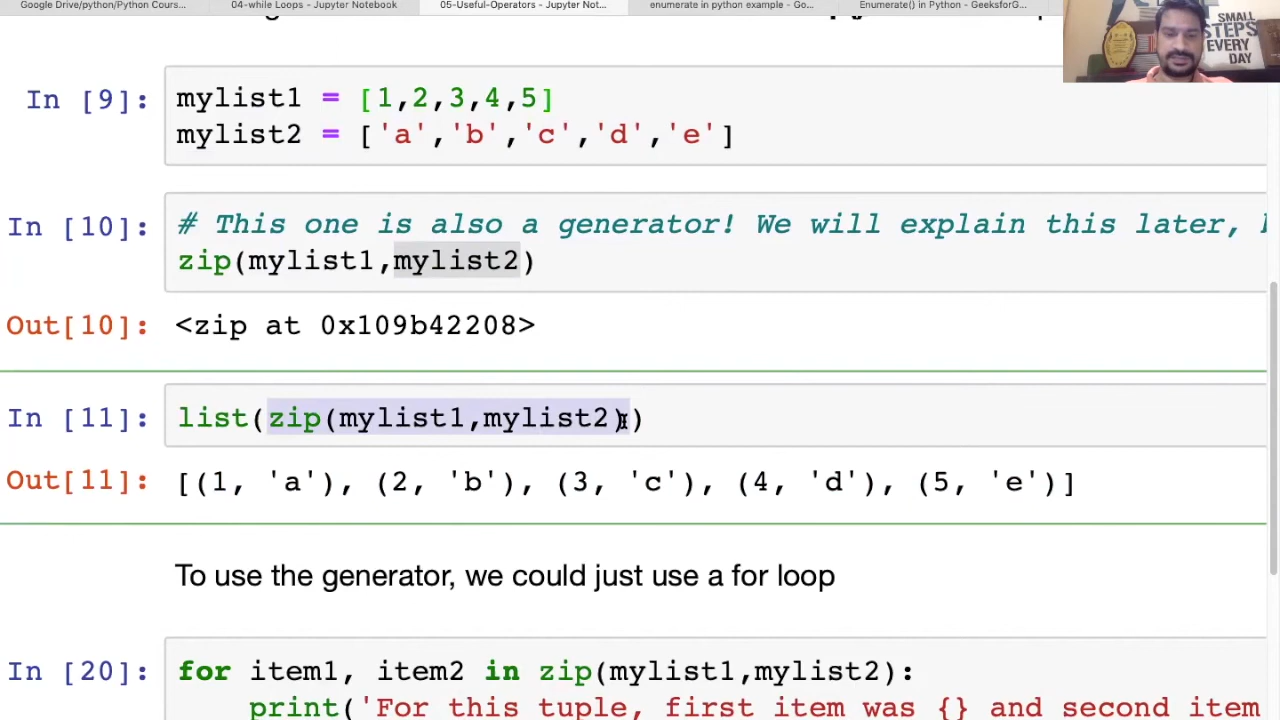 Google Drive/python/Python Cours...
04-while Loops - Jupyter Notebook
05-Useful-Operators - Jupyter Not...
enumerate in python example - Go...
Enumerate() in Python - GeeksforG...
SMALL
STEPS
EVERY
DAY
In [9]:
mylist1 = [1,2,3,4,5]
mylist2 = ['a','b','c','d','e']
In [10]:
# This one is also a generator! We will explain this later,
zip(mylist1,mylist2)
Out[10]:
<zip at 0x109b42208>
In [11]:
list(zip(mylist1,mylist2))
Out[11]:
[(1, 'a'), (2, 'b'), (3, 'c'), (4, 'd'), (5, 'e')]
To use the generator, we could just use a for loop
In [20]:
for item1, item2 in zip(mylist1,mylist2):
print('For this tuple, first item was {} and second item